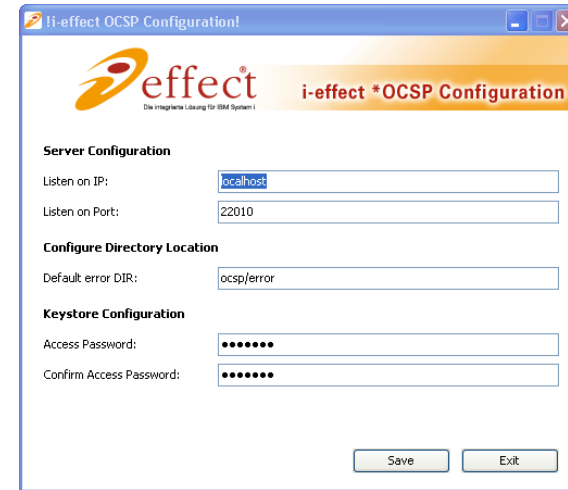 !i-effect OCSP Configuration!
effect®
Die integrierte Lösung für IBM System i
i-effect *OCSP Configuration
Server Configuration
Listen on IP:
localhost
Listen on Port:
22010
Configure Directory Location
Default error DIR:
ocsp/error
Keystore Configuration
Access Password:
●●●●●●●
Confirm Access Password:
●●●●●●●
Save
Exit